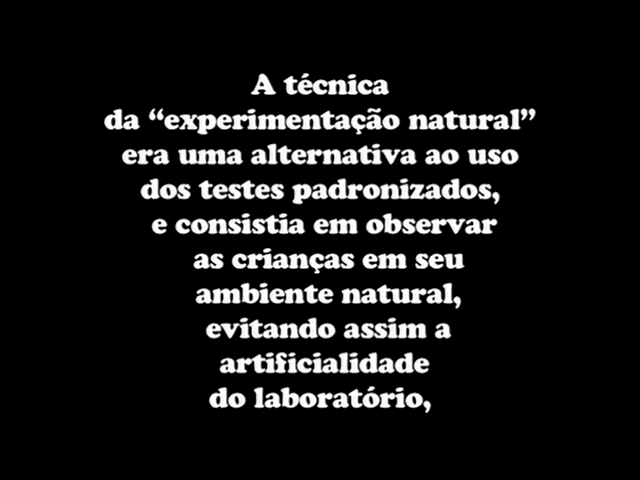 A técnica
da “experimentação natural”
era uma alternativa ao uso
dos testes padronizados,
e consistia em observar
as crianças em seu
ambiente natural,
evitando assim a
artificialidade
do laboratório,